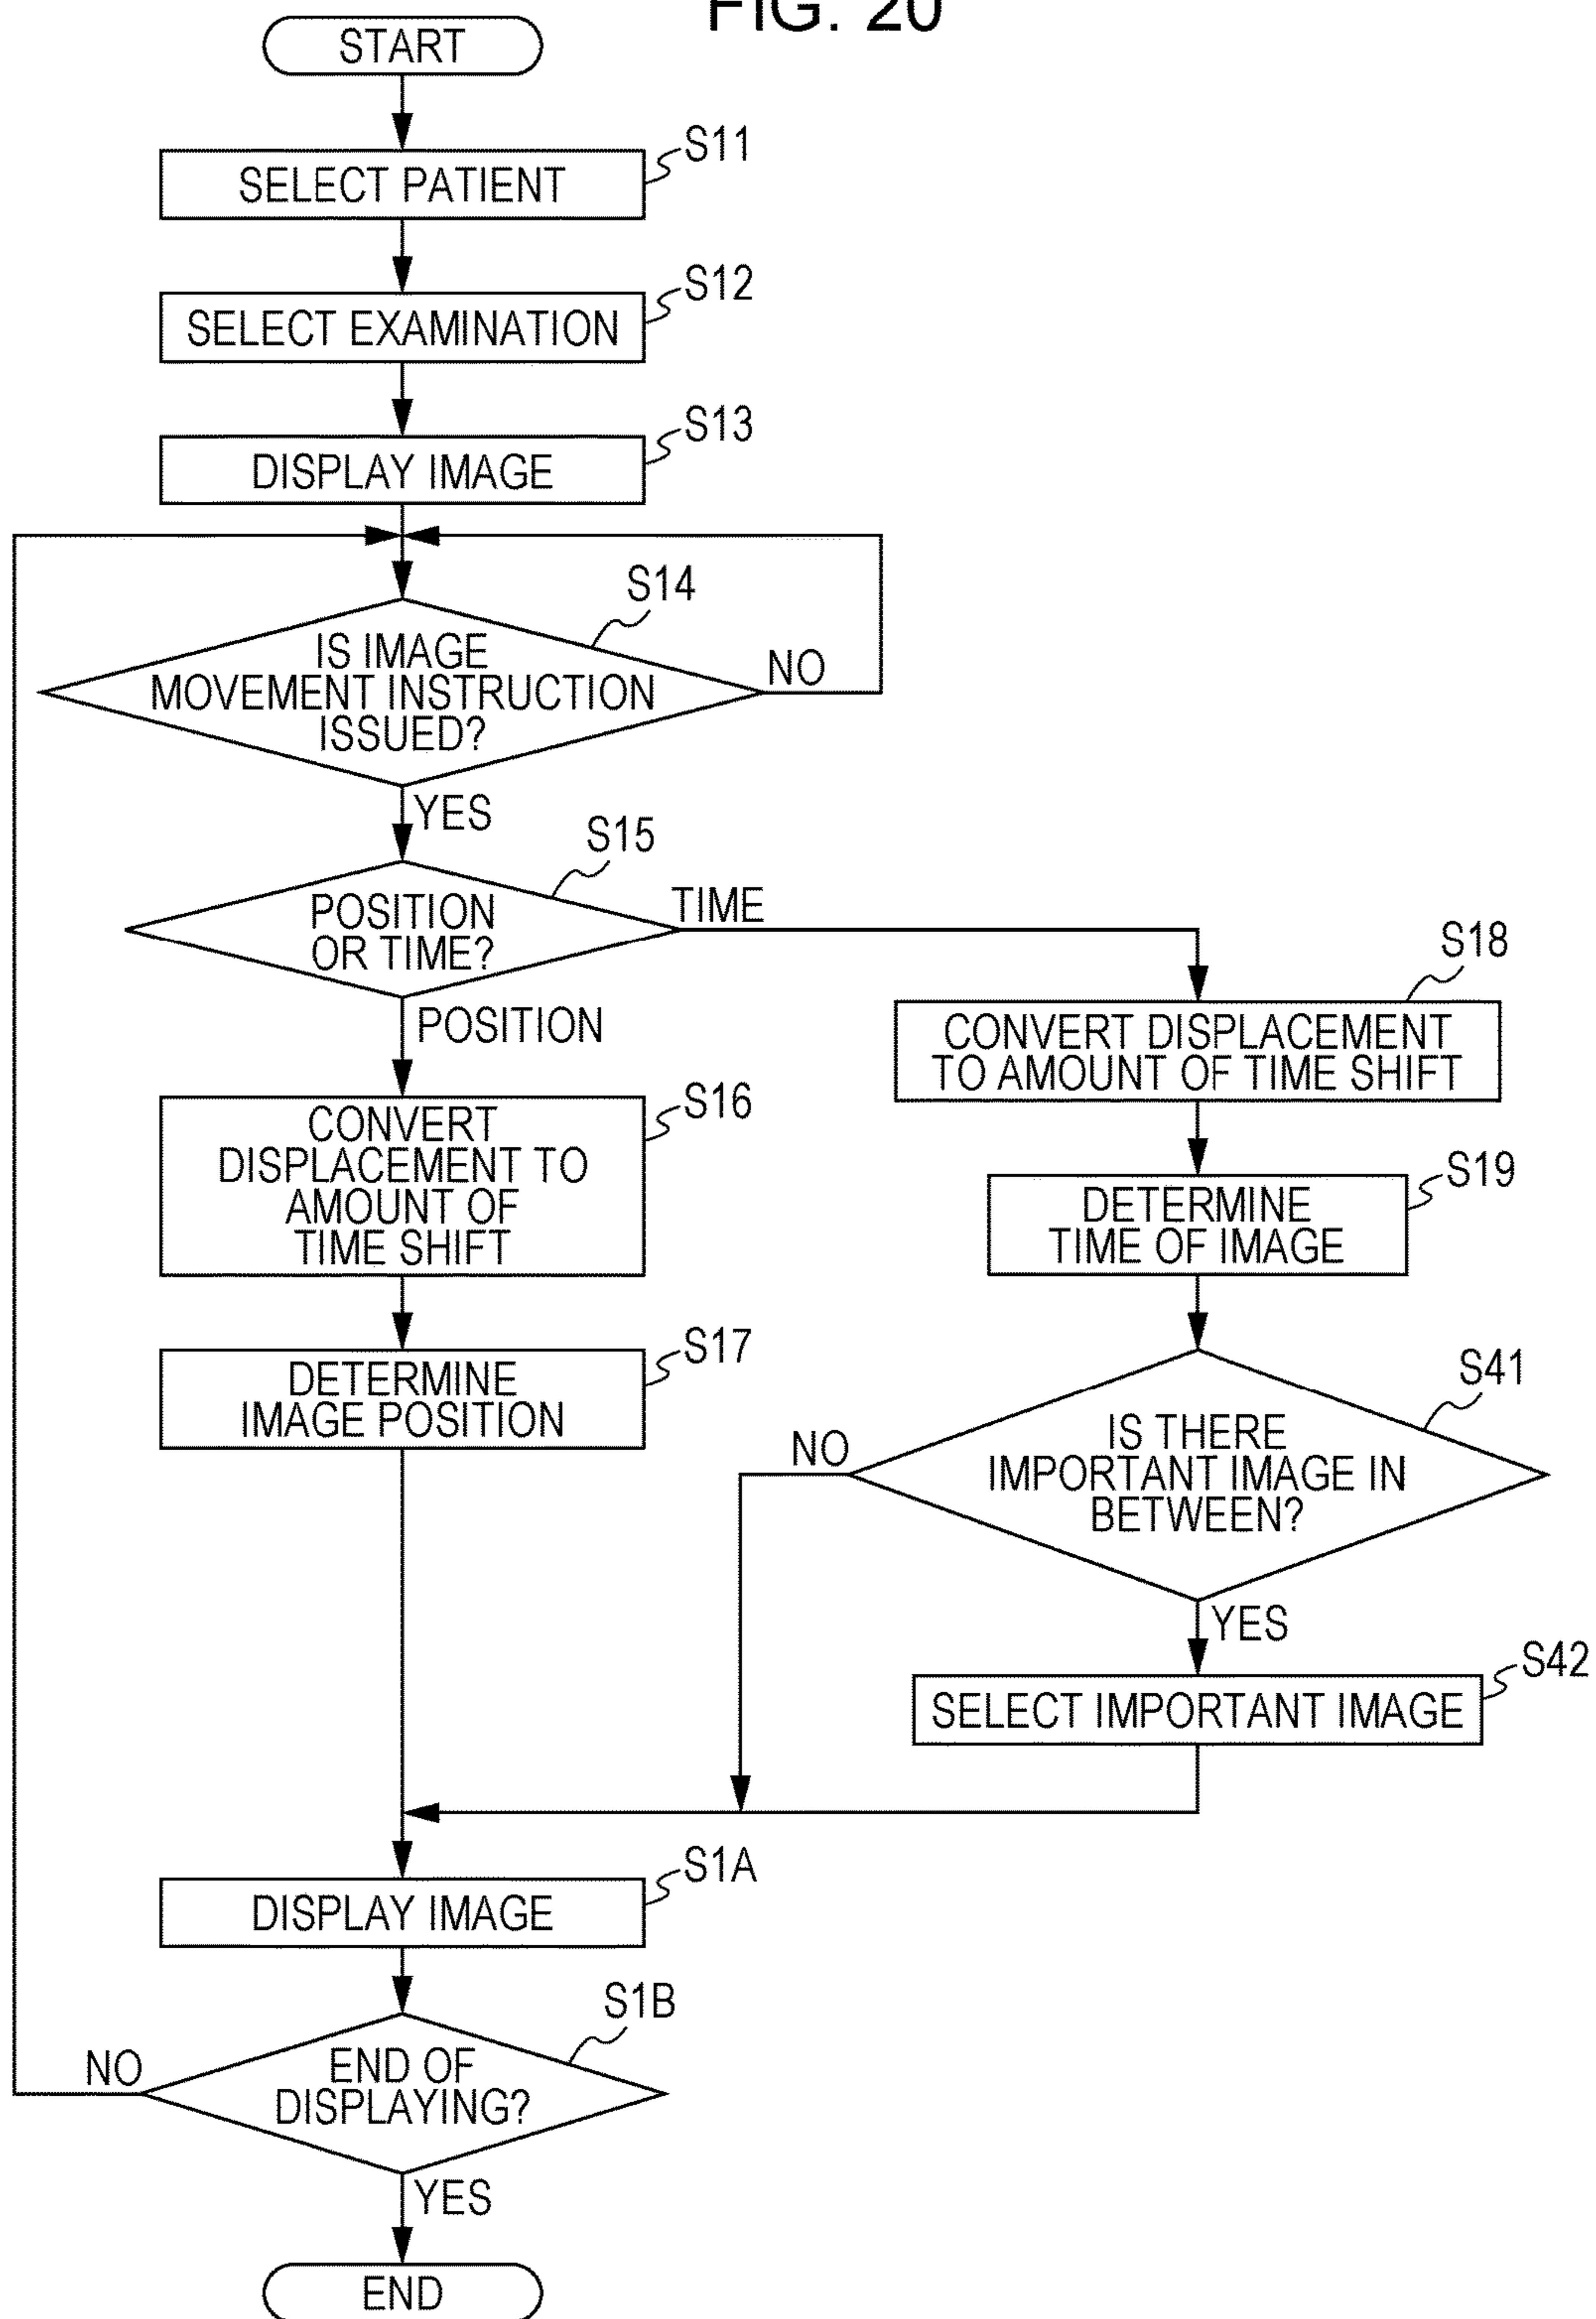 FIG. 20
START
S11
SELECT PATIENT
S12
SELECT EXAMINATION
S13
DISPLAY IMAGE
S14
IS IMAGE
MOVEMENT INSTRUCTION
ISSUED?
NO
YES
S15
POSITION
OR TIME?
TIME
POSITION
S16
CONVERT
DISPLACEMENT TO
AMOUNT OF
TIME SHIFT
S17
DETERMINE
IMAGE POSITION
S18
CONVERT DISPLACEMENT
TO AMOUNT OF TIME SHIFT
S19
DETERMINE
TIME OF IMAGE
S41
IS THERE
IMPORTANT IMAGE IN
BETWEEN?
NO
YES
S42
SELECT IMPORTANT IMAGE
S1A
DISPLAY IMAGE
S1B
END OF
DISPLAYING?
NO
YES
END